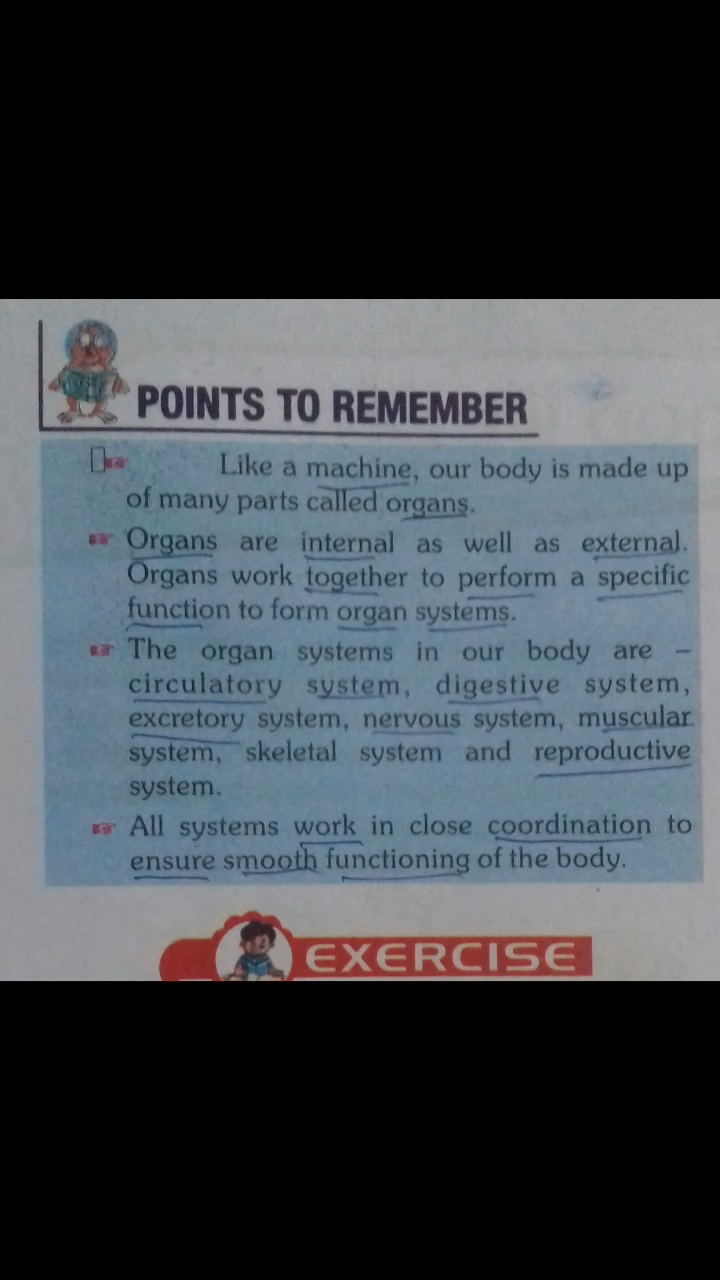 POINTS TO REMEMBER
Like a machine, our body is made up
of many parts called organs.
Organs are internal as well as external.
Organs work together to perform a specific
function to form organ systems.
The organ systems in our body are –
circulatory system, digestive system,
excretory system, nervous system, muscular
system, skeletal system and reproductive
system.
All systems work in close coordination to
ensure smooth functioning of the body.
EXERCISE